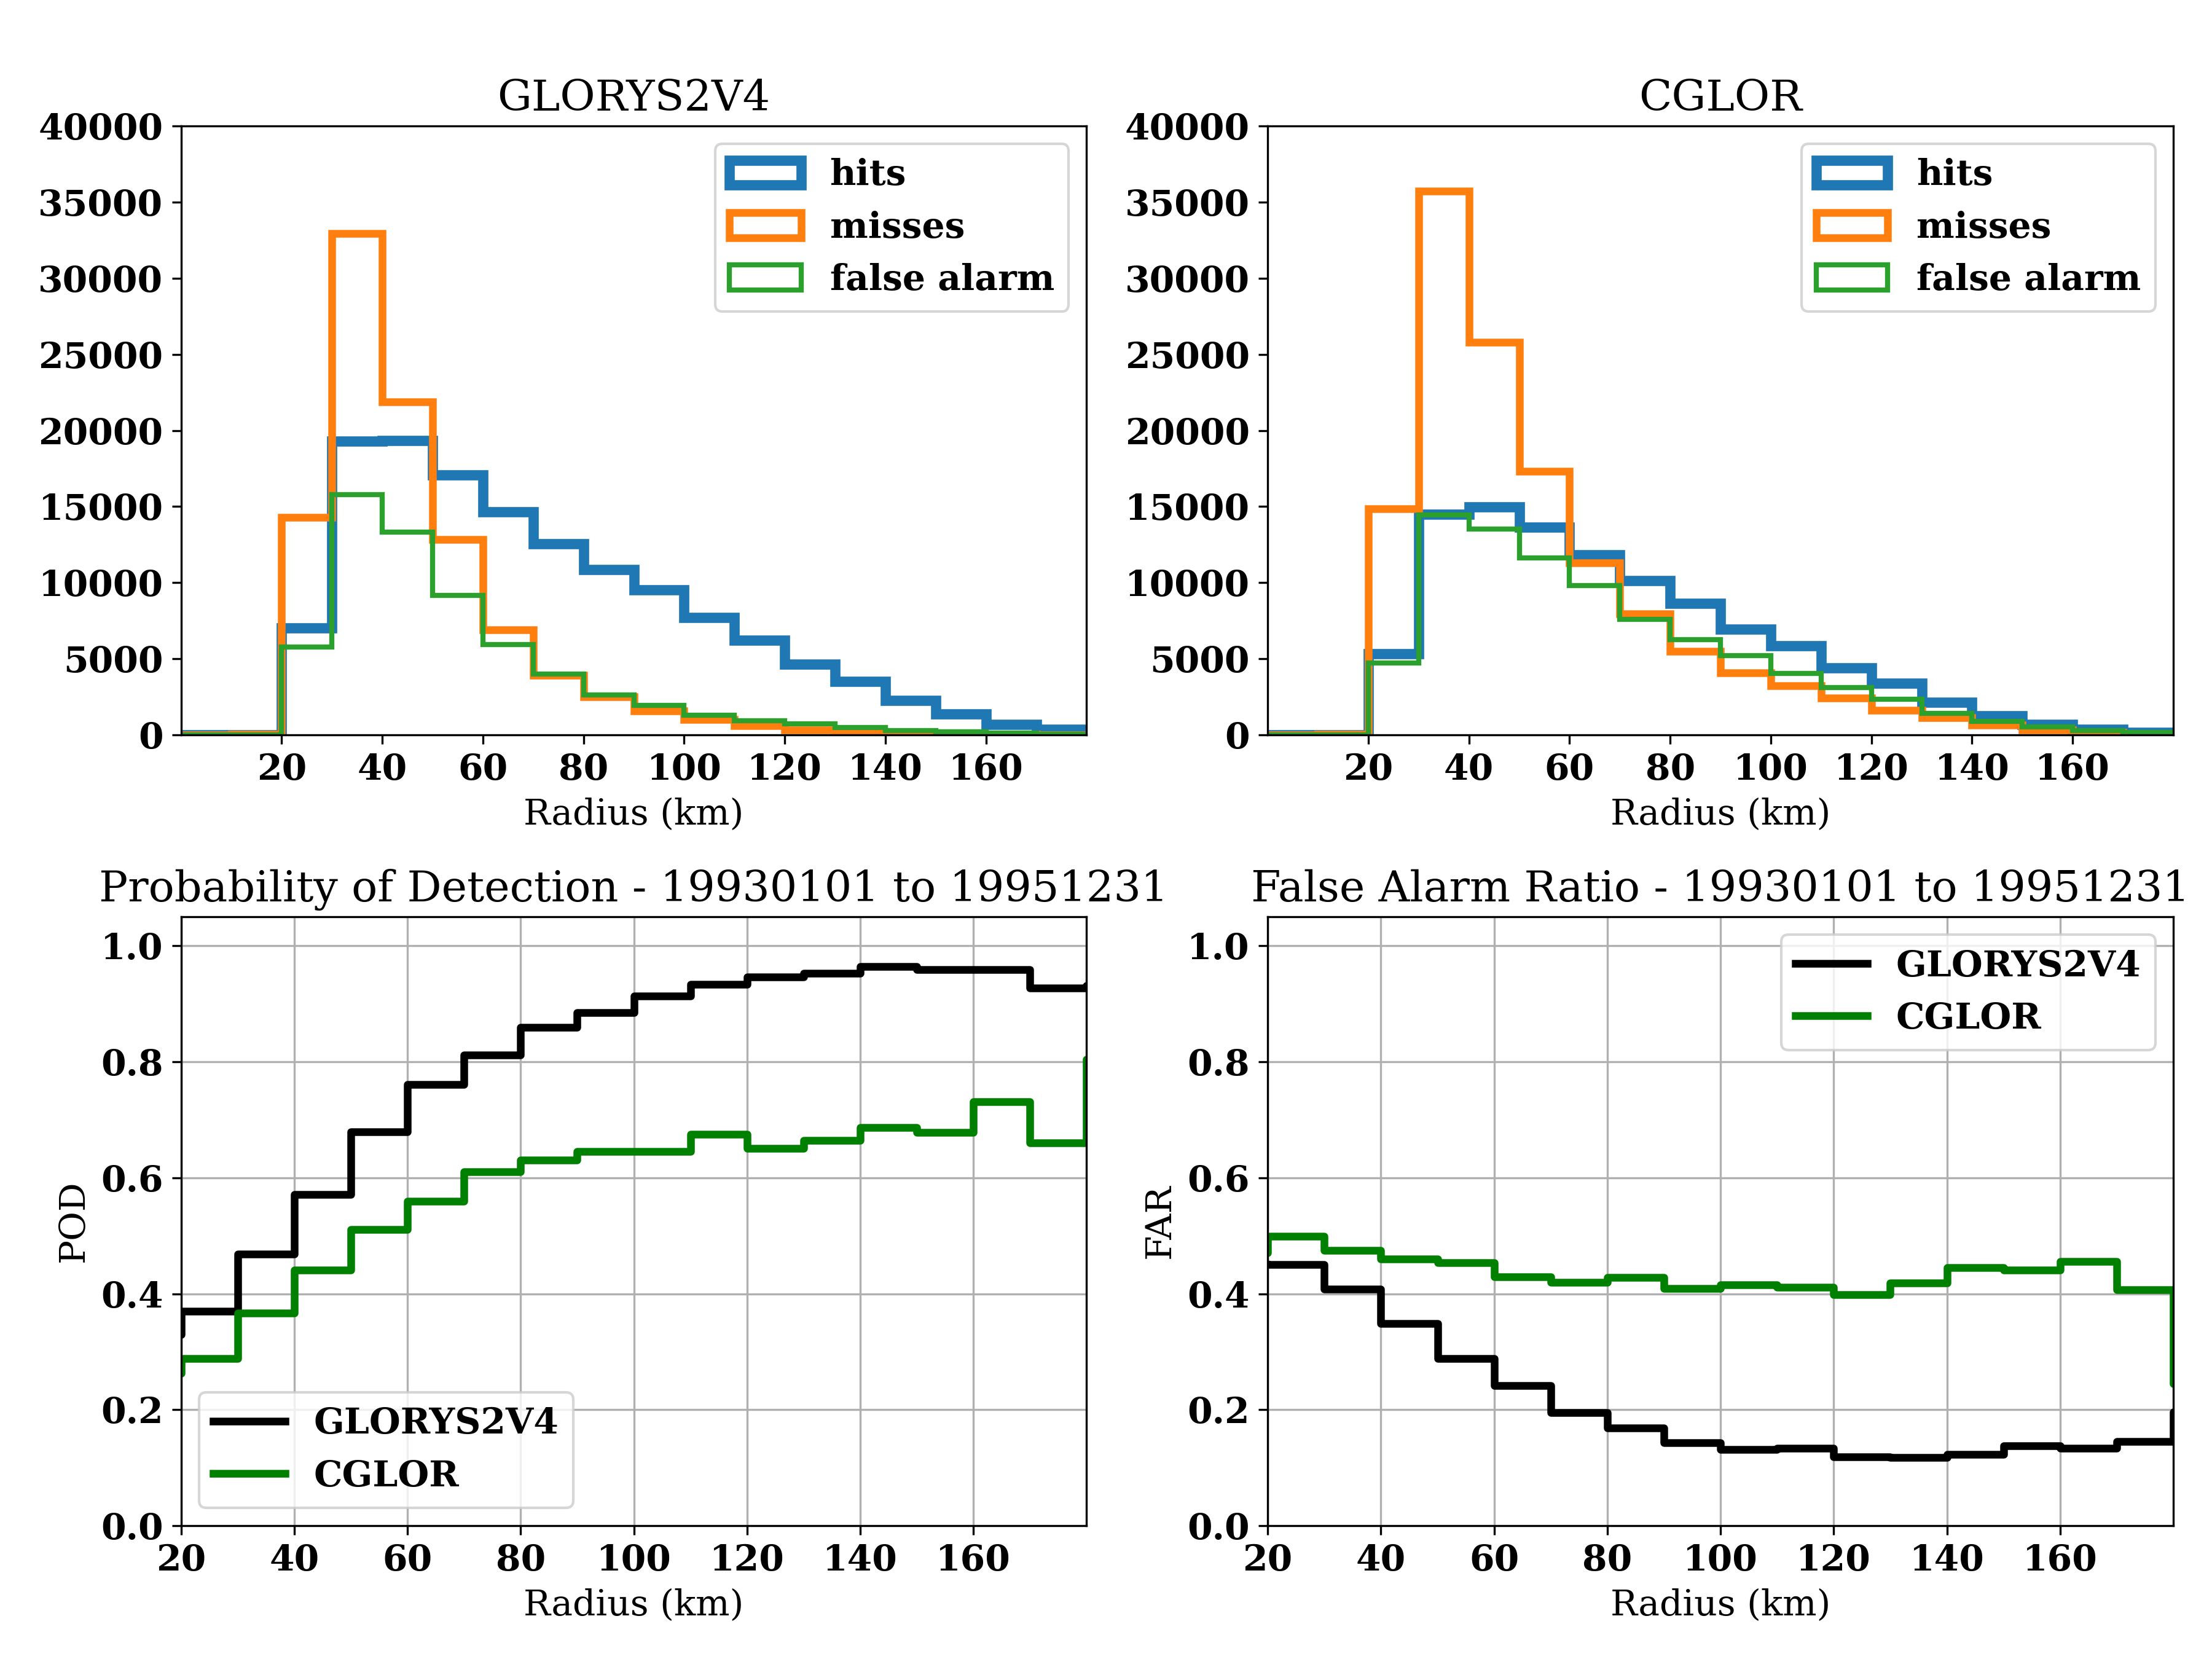 GLORYS2V4
40000
35000
30000
25000
20000
15000
10000
5000
0
hits
misses
false alarm
20 40 60 80 100 120 140 160
Radius (km)
CGLOR
40000
35000
30000
25000
20000
15000
10000
5000
0
hits
misses
false alarm
20 40 60 80 100 120 140 160
Radius (km)
Probability of Detection - 19930101 to 19951231
POD
1.0
0.8
0.6
0.4
0.2
0.0
GLORYS2V4
CGLOR
20 40 60 80 100 120 140 160
Radius (km)
False Alarm Ratio - 19930101 to 19951231
FAR
1.0
0.8
0.6
0.4
0.2
0.0
GLORYS2V4
CGLOR
20 40 60 80 100 120 140 160
Radius (km)